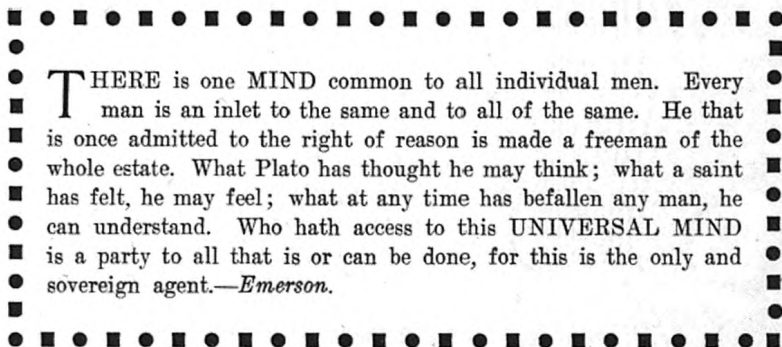 THERE is one MIND common to all individual men. Every
man is an inlet to the same and to all of the same. He that
is once admitted to the right of reason is made a freeman of the
whole estate. What Plato has thought he may think; what a saint
has felt, he may feel; what at any time has befallen any man, he
can understand. Who hath access to this UNIVERSAL MIND
is a party to all that is or can be done, for this is the only and
sovereign agent.—Emerson.